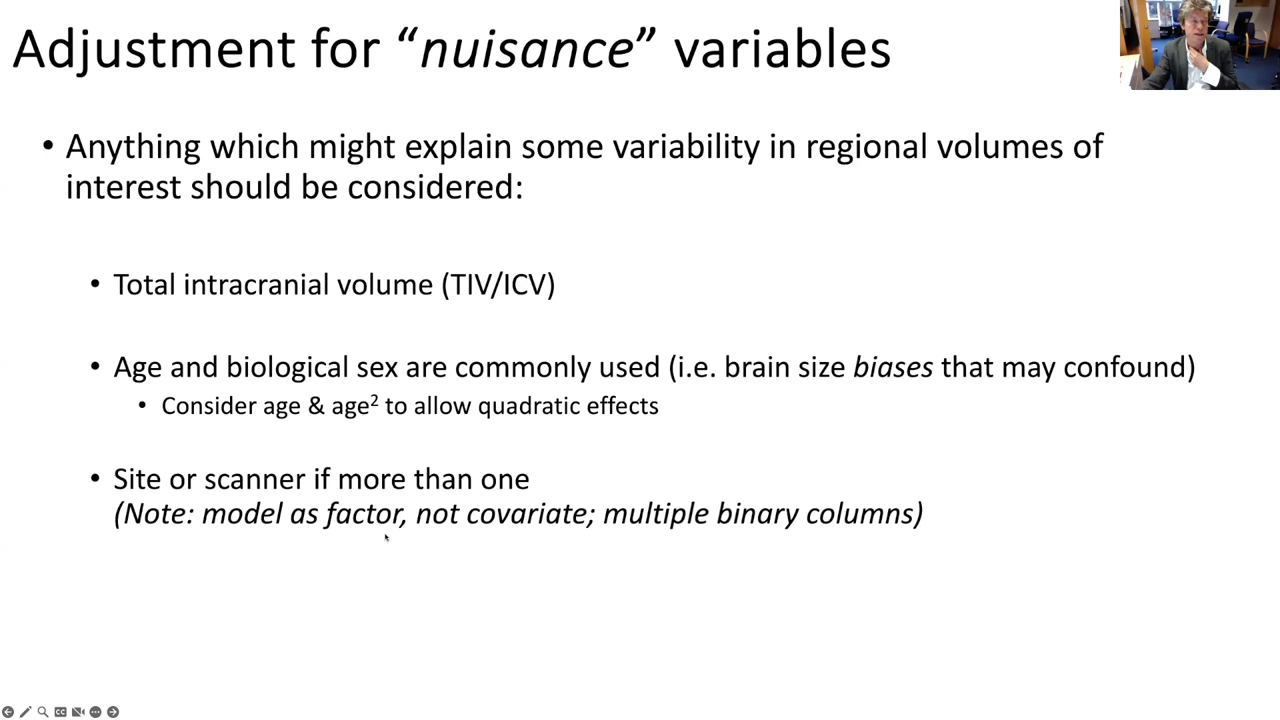 Adjustment for “nuisance” variables
• Anything which might explain some variability in regional volumes of
interest should be considered:
• Total intracranial volume (TIV/ICV)
• Age and biological sex are commonly used (i.e. brain size biases that may confound)
• Consider age & age² to allow quadratic effects
• Site or scanner if more than one
(Note: model as factor, not covariate; multiple binary columns)